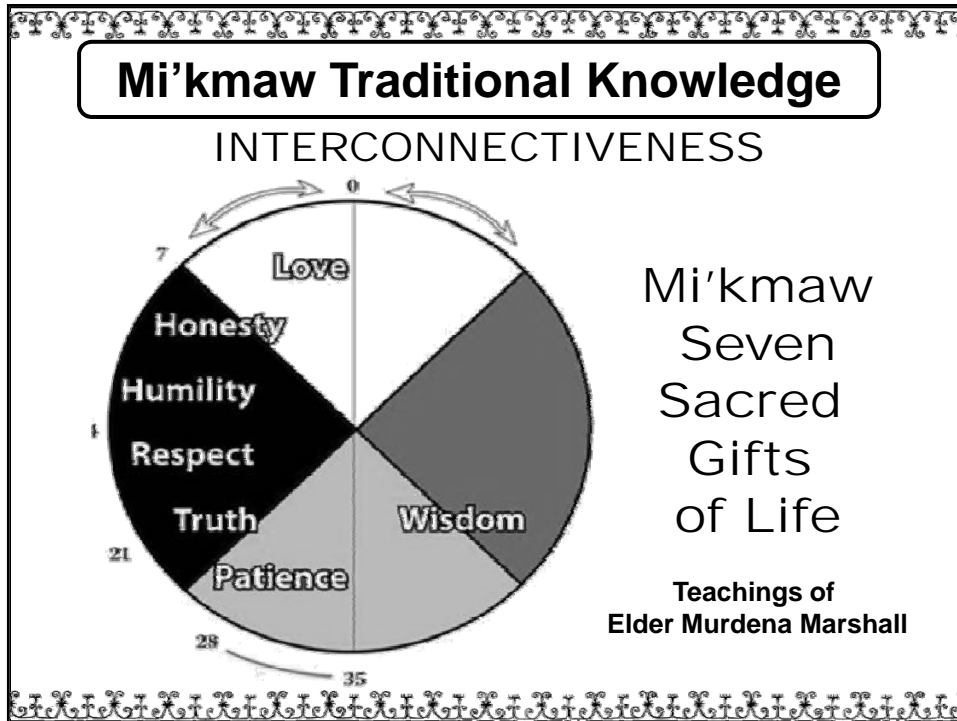 Mi’kmaw Traditional Knowledge
INTERCONNECTIVENESS
0
7
Love
Honesty
Humility
Respect
Truth
Wisdom
21
Patience
28
35
Mi’kmaw
Seven
Sacred
Gifts
of Life
Teachings of
Elder Murdena Marshall